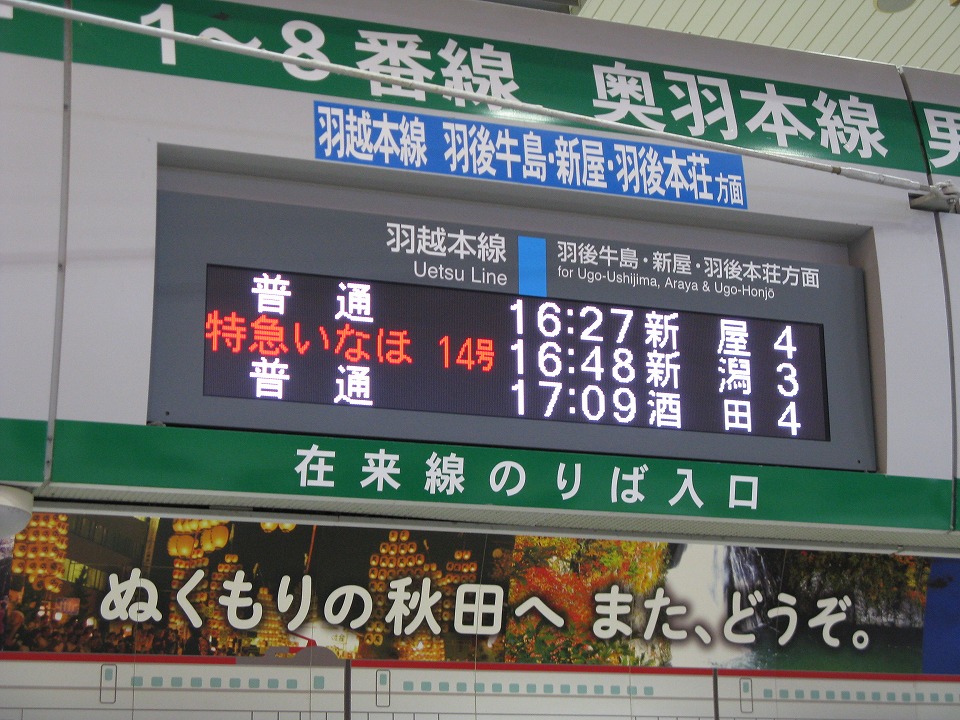 1〜8番線 奥羽本線 男
羽越本線 羽後牛島・新屋・羽後本荘方面
羽越本線 羽後牛島・新屋・羽後本荘方面
Uetsu Line for Ugo-Ushijima, Araya & Ugo-Honjō
普通 16:27 新屋 4
特急いなほ 14号 16:48 新潟 3
普通 17:09 酒田 4
在来線のりば入口
ぬくもりの秋田へ また、どうぞ。